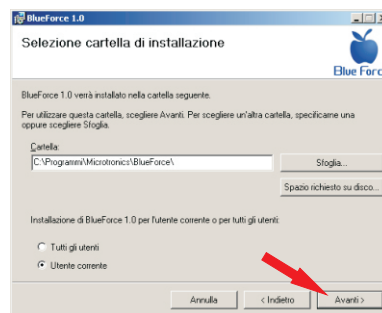 BlueForce 1.0
Selezione cartella di installazione
Blue Forc
BlueForce 1.0 verrà installato nella cartella seguente.
Per utilizzare questa cartella, scegliere Avanti. Per scegliere un'altra cartella, specificarne una
oppure scegliere Sfoglia.
Cartella:
C:\Programmi\Microtronics\BlueForce\
Sfoglia...
Spazio richiesto su disco...
Installazione di BlueForce 1.0 per l'utente corrente o per tutti gli utenti:
Tutti gli utenti
Utente corrente
Annulla
< Indietro
Avanti >